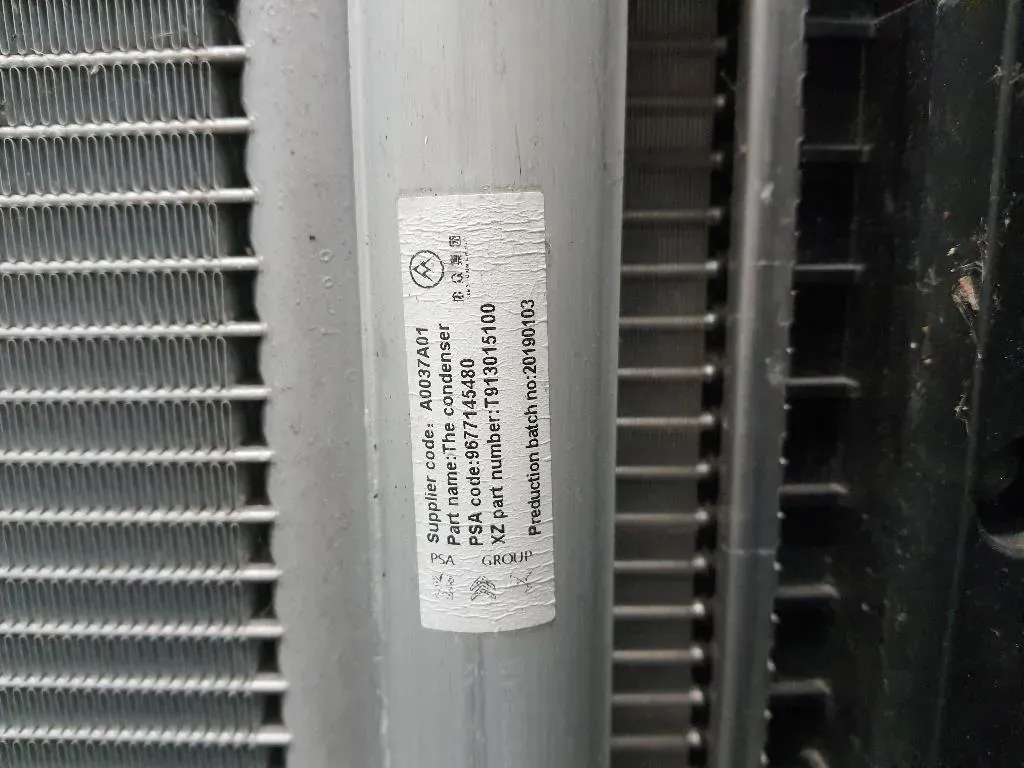 Supplier code: A0037A01
Part name:The condenser
PSA code:9677145480
XZ part number:T913015100
Preduction batch no:20190103
PSA GROUP